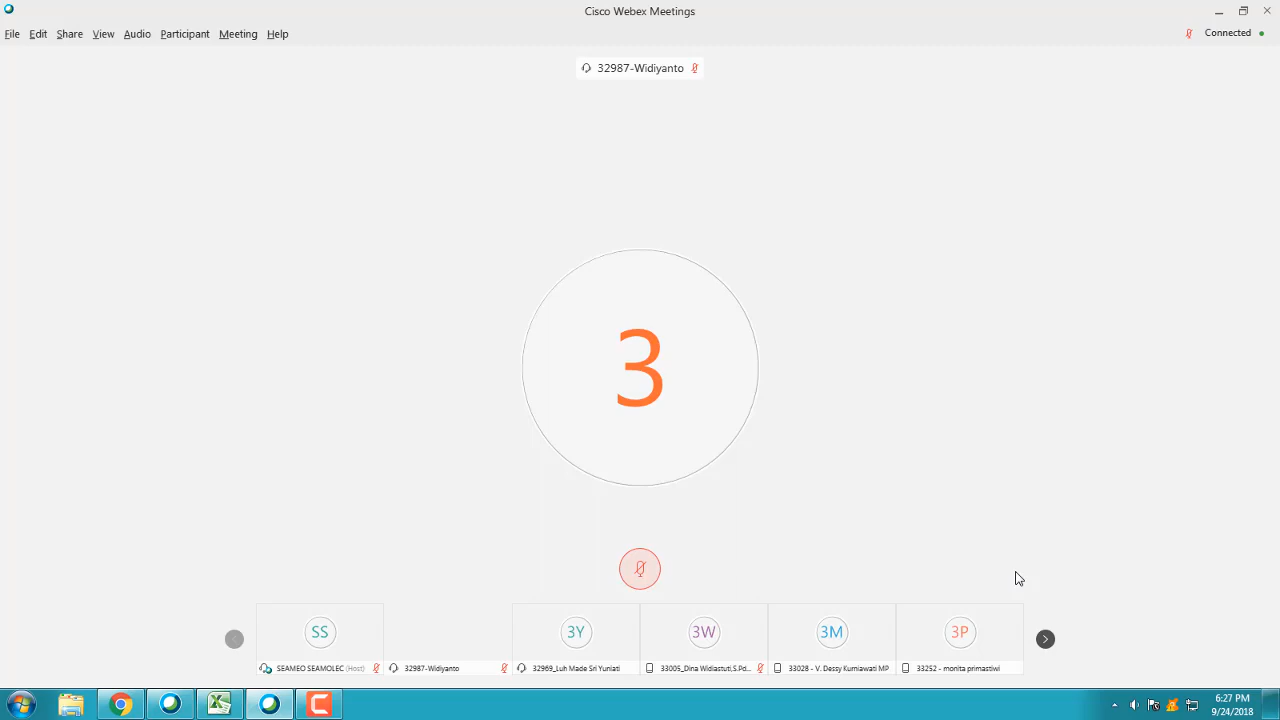 Cisco Webex Meetings
File Edit Share View Audio Participant Meeting Help
Connected
32987-Widiyanto
3
SS
3Y
3W
3M
3P
SEAMEO SEAMOLEC (Host)
32987-Widiyanto
32969_Luh Made Sri Yuniati
33005_Dina Widiastuti,S.Pd...
33028 - V. Dessy Kurniawati MP
33252 - monita primastiwi
6:27 PM
9/24/2018